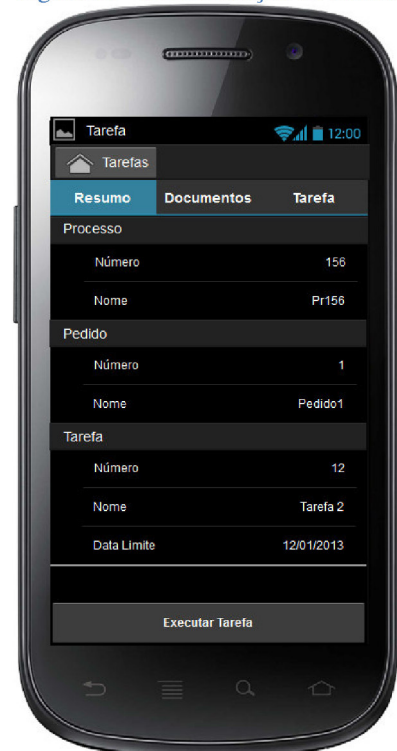 Tarefa 12:00
Tarefas
Resumo Documentos Tarefa
Processo
Número 156
Nome Pr156
Pedido
Número 1
Nome Pedido1
Tarefa
Número 12
Nome Tarefa 2
Data Limite 12/01/2013
Executar Tarefa